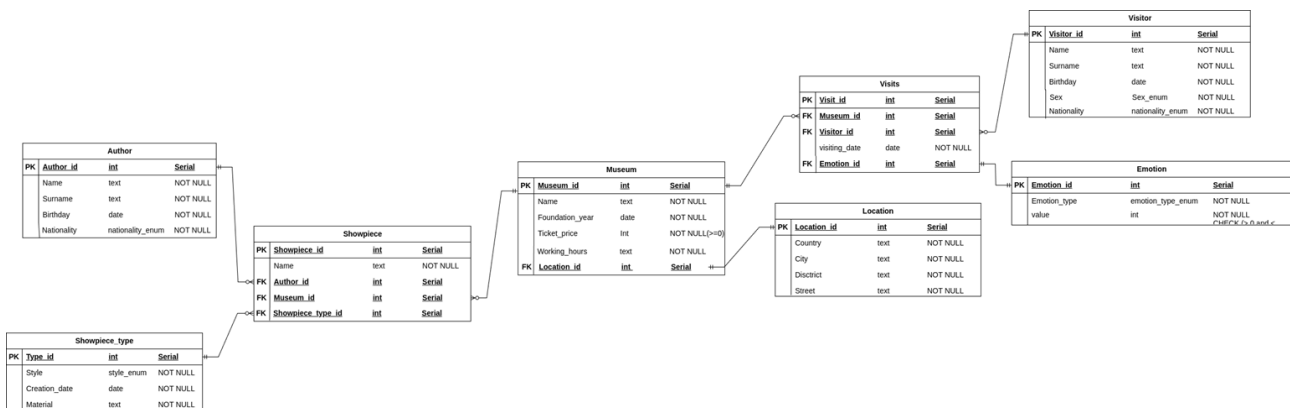 Visitor
PK Visitor_id int Serial
Name text NOT NULL
Surname text NOT NULL
Birthday date NOT NULL
Sex Sex_enum NOT NULL
Nationality nationality_enum NOT NULL
Visits
PK Visit_id int Serial
FK Museum_id int Serial
FK Visitor_id int Serial
visiting_date date NOT NULL
FK Emotion_id int Serial
Author
PK Author_id int Serial
Name text NOT NULL
Surname text NOT NULL
Birthday date NOT NULL
Nationality nationality_enum NOT NULL
Museum
PK Museum_id int Serial
Name text NOT NULL
Foundation_year date NOT NULL
Ticket_price Int NOT NULL(>=0)
Working_hours text NOT NULL
FK Location_id int Serial
Emotion
PK Emotion_id int Serial
Emotion_type emotion_type_enum NOT NULL
value int NOT NULL
CHECK (> 0 and <
Location
PK Location_id int Serial
Country text NOT NULL
City text NOT NULL
Disctrict text NOT NULL
Street text NOT NULL
Showpiece
PK Showpiece_id int Serial
Name text NOT NULL
FK Author_id int Serial
FK Museum_id int Serial
FK Showpiece_type_id int Serial
Showpiece_type
PK Type_id int Serial
Style style_enum NOT NULL
Creation_date date NOT NULL
Material text NOT NULL